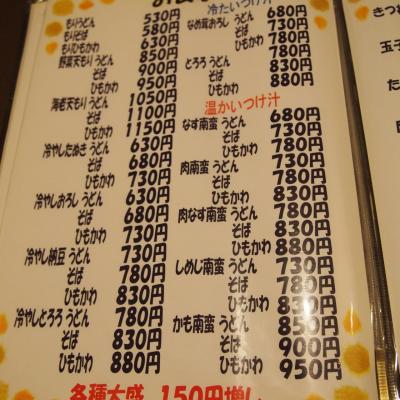 もりうどん 530円
もりそば 580円
もりひもかわ 630円
野菜天もりうどん 850円
そば 900円
ひもかわ 950円
海老天もりうどん 1050円
そば 1100円
ひもかわ 1150円
冷やしたぬきうどん 630円
そば 680円
ひもかわ 730円
冷やしおろしうどん 630円
そば 680円
ひもかわ 730円
冷やし納豆うどん 730円
そば 780円
ひもかわ 830円
冷やしとろろうどん 780円
そば 830円
ひもかわ 880円
冷たいつけ汁
なめ茸おろしうどん 680円
そば 730円
ひもかわ 780円
とろろうどん 780円
そば 830円
ひもかわ 880円
温かいつけ汁
なす南蛮うどん 680円
そば 730円
ひもかわ 780円
肉南蛮うどん 730円
そば 780円
ひもかわ 830円
肉なす南蛮うどん 780円
そば 830円
ひもかわ 880円
しめじ南蛮うどん 730円
そば 780円
ひもかわ 830円
かも南蛮うどん 850円
そば 900円
ひもかわ 950円
各種大盛 150円増し
きつね
玉子
た